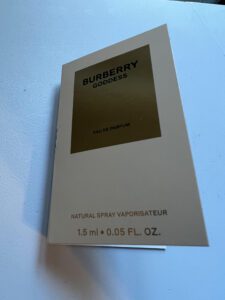 BURBERRY
GODDESS
EAU DE PARFUM
NATURAL SPRAY VAPORISATEUR
1.5 ml • 0.05 FL. OZ.